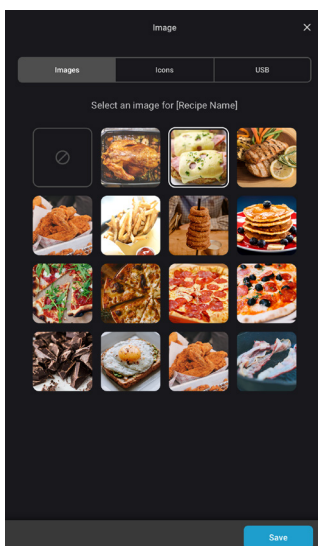 Image
Images
Icons
USB
Select an image for [Recipe Name]
Save